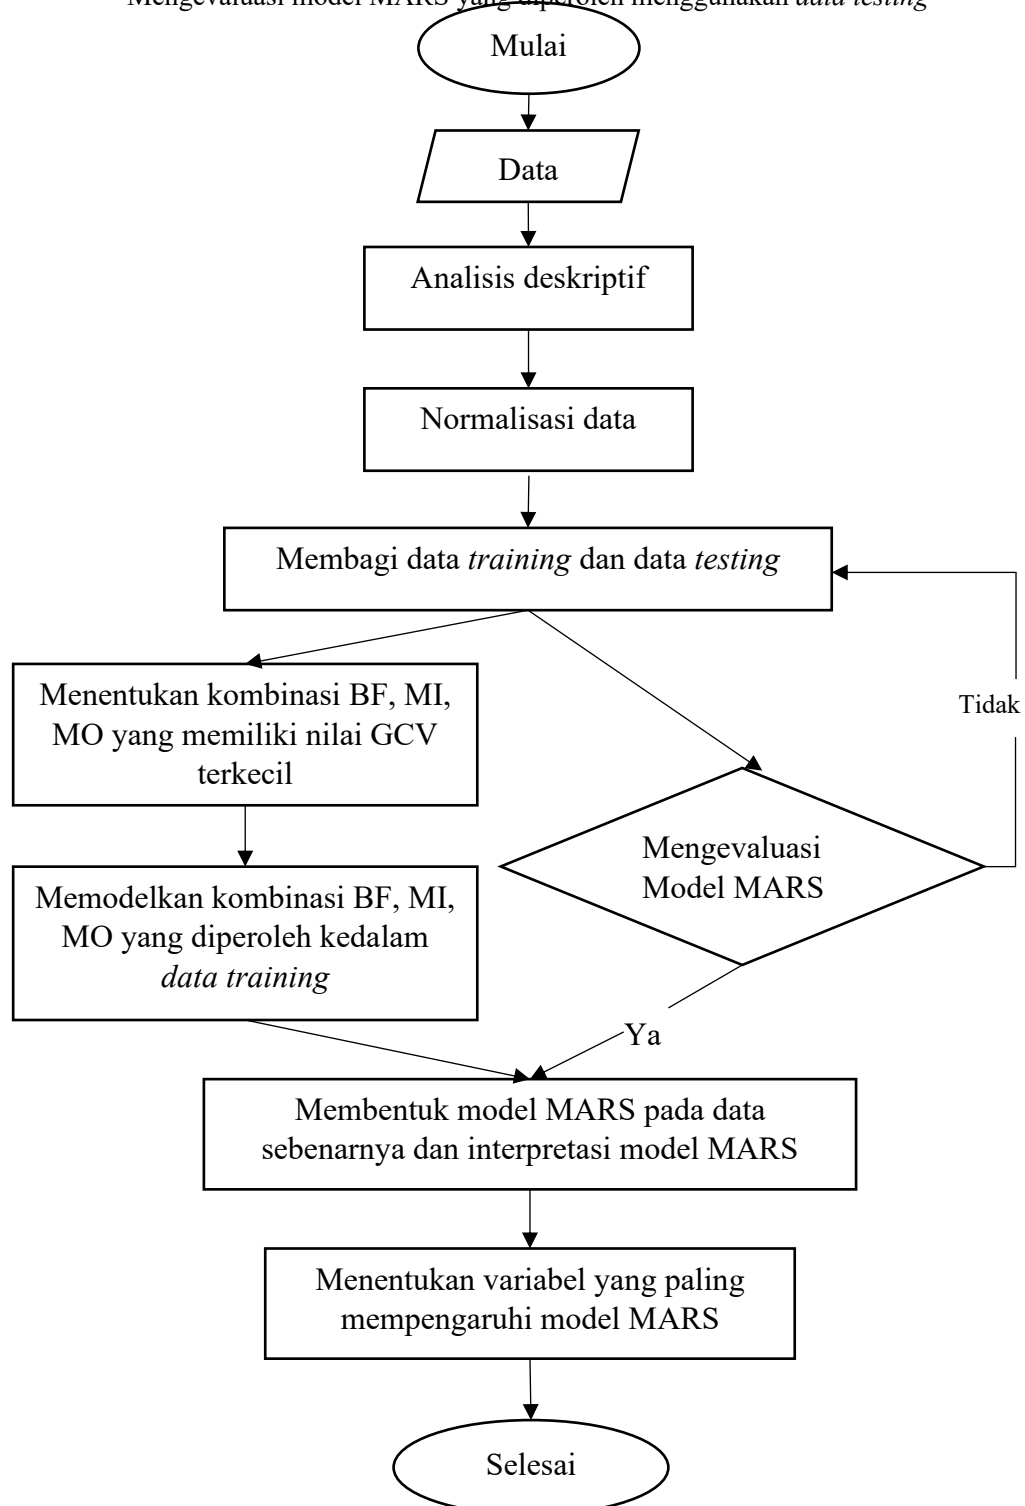 Mengevaluasi model MARS yang diperoleh menggunakan data testing
Mulai
Data
Analisis deskriptif
Normalisasi data
Membagi data training dan data testing
Menentukan kombinasi BF, MI,
MO yang memiliki nilai GCV
terkecil
Tidak
Mengevaluasi
Model MARS
Memodelkan kombinasi BF, MI,
MO yang diperoleh kedalam
data training
Ya
Membentuk model MARS pada data
sebenarnya dan interpretasi model MARS
Menentukan variabel yang paling
mempengaruhi model MARS
Selesai